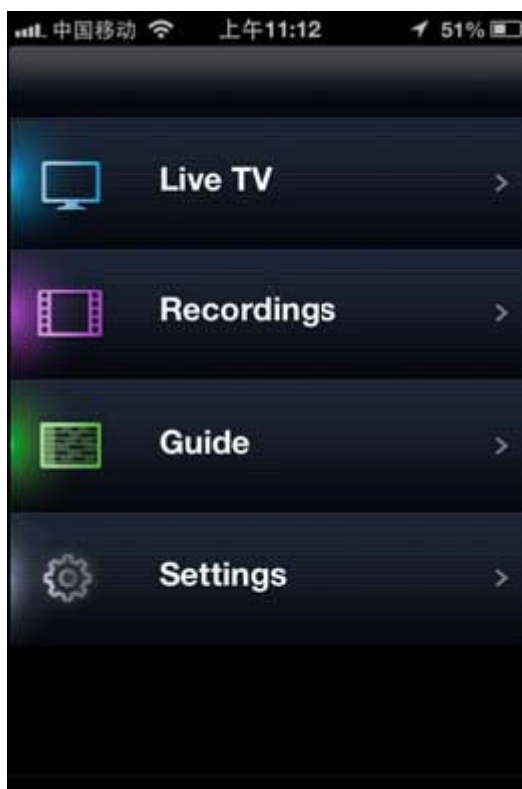 中国移动 上午11:12 51%
Live TV
Recordings
Guide
Settings